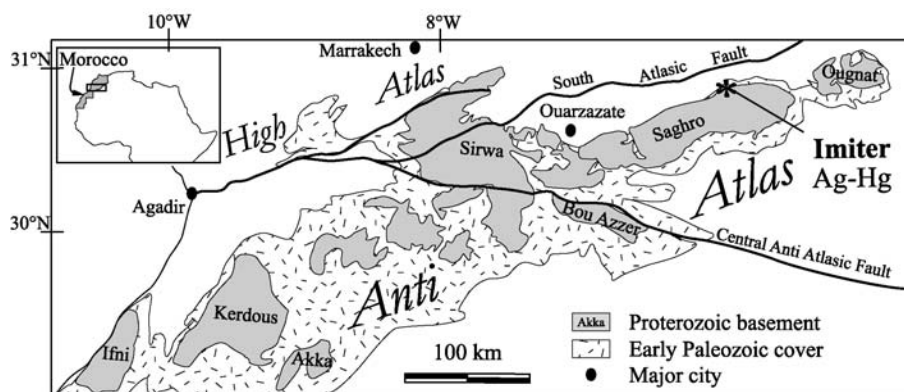 10°W
8°W
31°N
30°N
Morocco
Marrakech
High
Atlas
South
Atlasic
Fault
Ougnat
Ouarzazate
Saghro
Sirwa
Imiter
Ag-Hg
Agadir
Bou Azzer
Atlas
Central Anti Atlasic Fault
Anti
Kerdous
Ifni
Akka
100 km
Akka
Proterozoic basement
Early Paleozoic cover
Major city